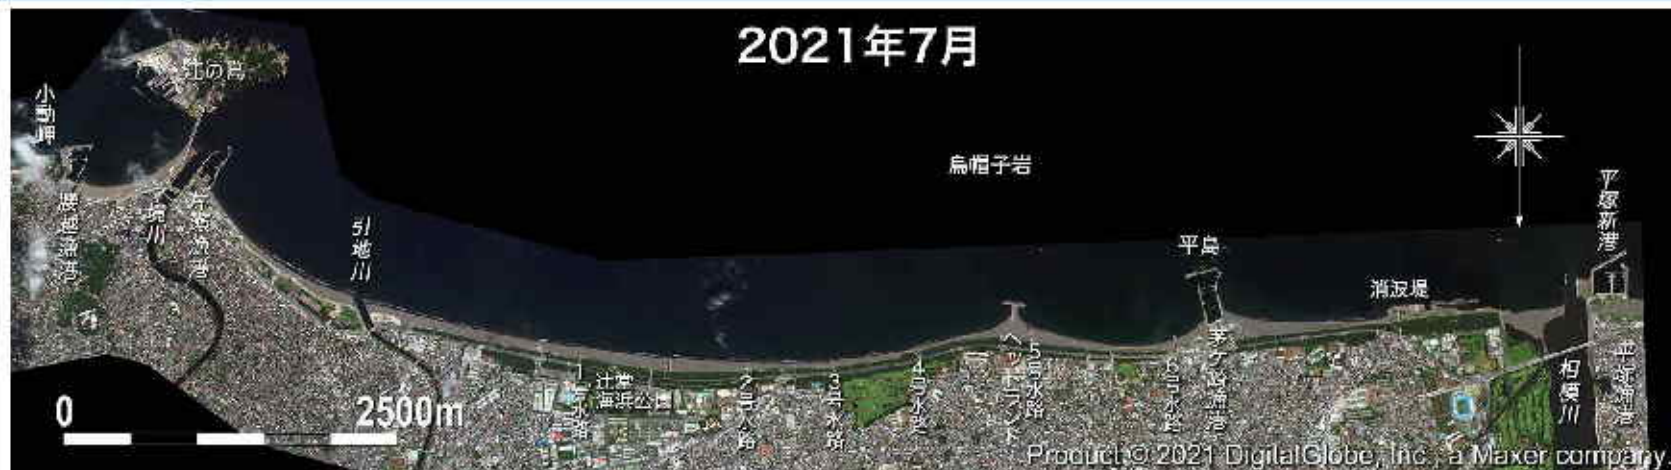 2021年7月
江の島
小動岬
烏帽子岩
平塚新港
腰越漁港
境川
片瀬漁港
引地川
平島
消波堤
1号水路
辻堂
海浜公園
2号水路
3号水路
4号水路
ヘッドランド
5号水路
6号水路
茅ヶ崎漁港
相模川
平塚漁港
0
2500m
Product © 2021 DigitalGlobe, Inc., a Maxer company